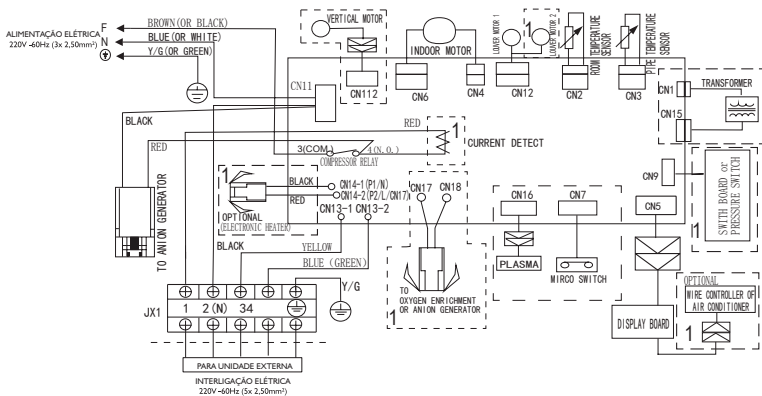 ALIMENTAÇÃO ELÉTRICA
220V ~60Hz (3x 2,50mm²)
F
N
BROWN(OR BLACK)
BLUE(OR WHITE)
Y/G(OR GREEN)
VERTICAL MOTOR
CN112
INDOOR MOTOR
CN6
CN4
LOWER MOTOR 1
1
LOWER MOTOR 2
CN12
ROOM TEMPERATURE
SENSOR
CN2
PIPE TEMPERATURE
SENSOR
CN3
CN1
TRANSFORMER
CN15
CN11
BLACK
RED
RED
3(COM.)
4(N.O.)
COMPRESSOR RELAY
1
CURRENT DETECT
TO ANION GENERATOR
1
OPTIONAL
(ELECTRONIC HEATER)
BLACK
RED
CN14-1(P1/N)
CN14-2(P2/L/CN17)
CN13-1
CN13-2
CN17
CN18
TO
OXYGEN ENRICHMENT
OR ANION GENERATOR
1
CN16
PLASMA
CN7
MIRCO SWITCH
CN9
SWITH BOARD or
PRESSURE SWITCH
1
CN5
DISPLAY BOARD
OPTIONAL
WIRE CONTROLLER OF
AIR CONDITIONER
1
BLACK
YELLOW
BLUE (GREEN)
Y/G
JX1
1
2(N)
34
PARA UNIDADE EXTERNA
INTERLIGAÇÃO ELÉTRICA
220V ~60Hz (5x 2,50mm²)